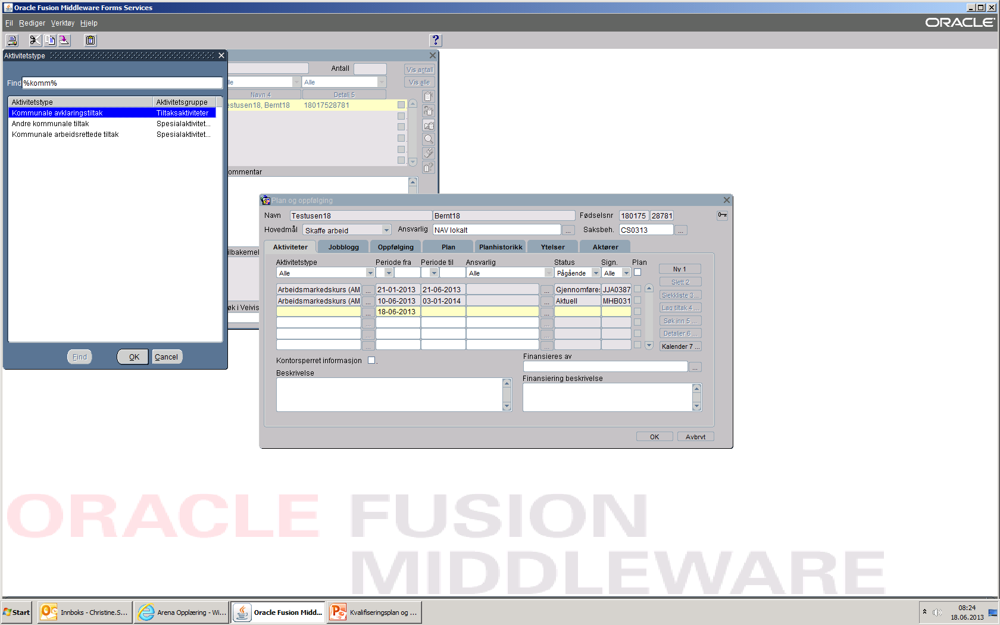 Oracle Fusion Middleware Forms Services
Fil Rediger Verktøy Hjelp
ORACLE
Aktivitetstype
Find %komm%
Aktivitetstype Aktivitetsgruppe
Kommunale avklaringstiltak Tiltaksaktiviteter
Andre kommunale tiltak Spesialaktivitet...
Kommunale arbeidsrettede tiltak Spesialaktivitet...
Find OK Cancel
Antall Vis antall
lle Alle Vis alle
Navn 4 Detalj 5
estusen18, Bernt18 18017528781
ommentar
ilbakemel
øk i Veivis
Plan og oppfølging
Navn Testusen18 Bernt18 Fødselsnr 180175 28781
Hovedmål Skaffe arbeid Ansvarlig NAV lokalt ... Saksbeh. CS0313 ...
Aktiviteter Jobblogg Oppfølging Plan Planhistorikk Ytelser Aktører
Aktivitetstype Periode fra Periode til Ansvarlig Status Sign. Plan
Alle Alle Pågående Alle
Ny 1
Slett 2
Sjekkliste 3...
Lag tiltak 4 ...
Søk inn 5 ...
Detaljer 6 ...
Kalender 7 ...
Arbeidsmarkedskurs (AM ... 21-01-2013 21-06-2013 ... Gjennomføres JJA0387
Arbeidsmarkedskurs (AM ... 10-06-2013 03-01-2014 ... Aktuell MHB031
... 18-06-2013 ...
... ...
... ...
... ...
Kontorsperret informasjon .
Finansieres av
...
Beskrivelse
Finansiering beskrivelse
OK Avbryt
ORACLE FUSION
MIDDLEWARE
Start Innboks - Christine.S... Arena Opplæring - Wi... Oracle Fusion Midd... Kvalifiseringsplan og ...
08:24
18.06.2013